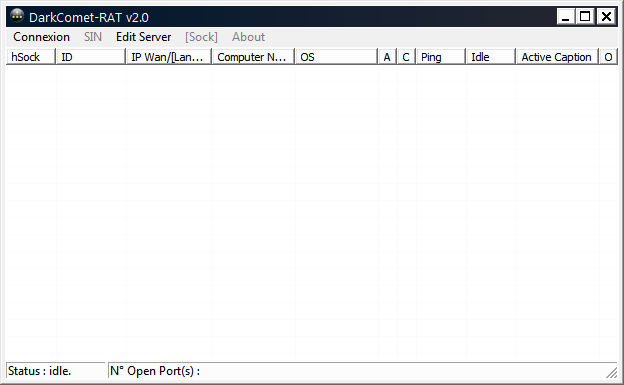 DarkComet-RAT v2.0
Connexion SIN Edit Server [Sock] About
hSock ID IP Wan/[Lan... Computer N... OS A C Ping Idle Active Caption O
Status : idle. N° Open Port(s) :